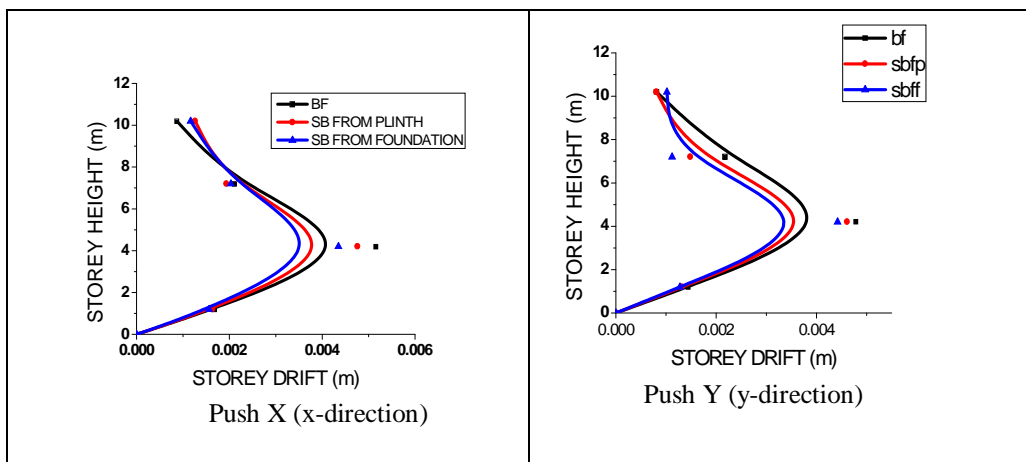 12
10
8
6
4
2
0
STOREY HEIGHT (m)
BF
SB FROM PLINTH
SB FROM FOUNDATION
0.000 0.002 0.004 0.006
STOREY DRIFT (m)
Push X (x-direction)
bf
sbfp
sbff
12
10
8
6
4
2
0
STOREY HEIGHT (m)
0.000 0.002 0.004
STOREY DRIFT (m)
Push Y (y-direction)